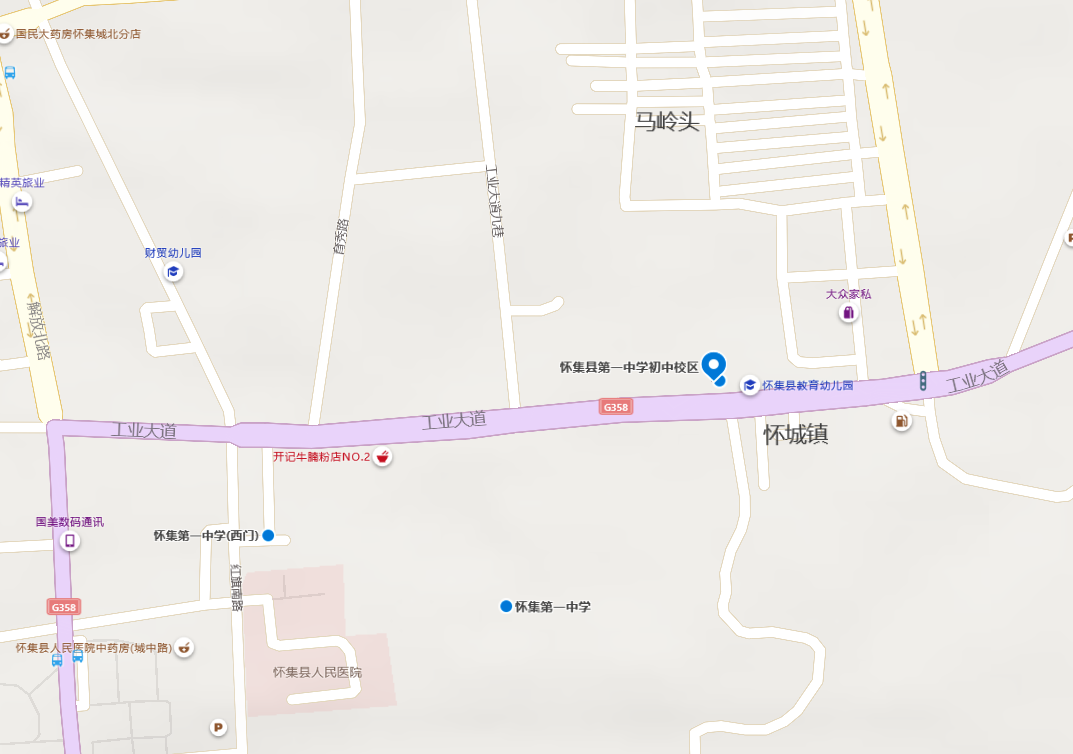 国民大药房怀集城北分店
马岭头
精英旅业
旅业
工业大道九巷
育秀路
财贸幼儿园
大众家私
解放北路
怀集县第一中学初中校区
怀集县教育幼儿园
工业大道
G358
工业大道
工业大道
怀城镇
开记牛腩粉店NO.2
国美数码通讯
怀集第一中学(西门)
红旗南路
G358
怀集第一中学
怀集县人民医院中药房(城中路)
怀集县人民医院
P
P